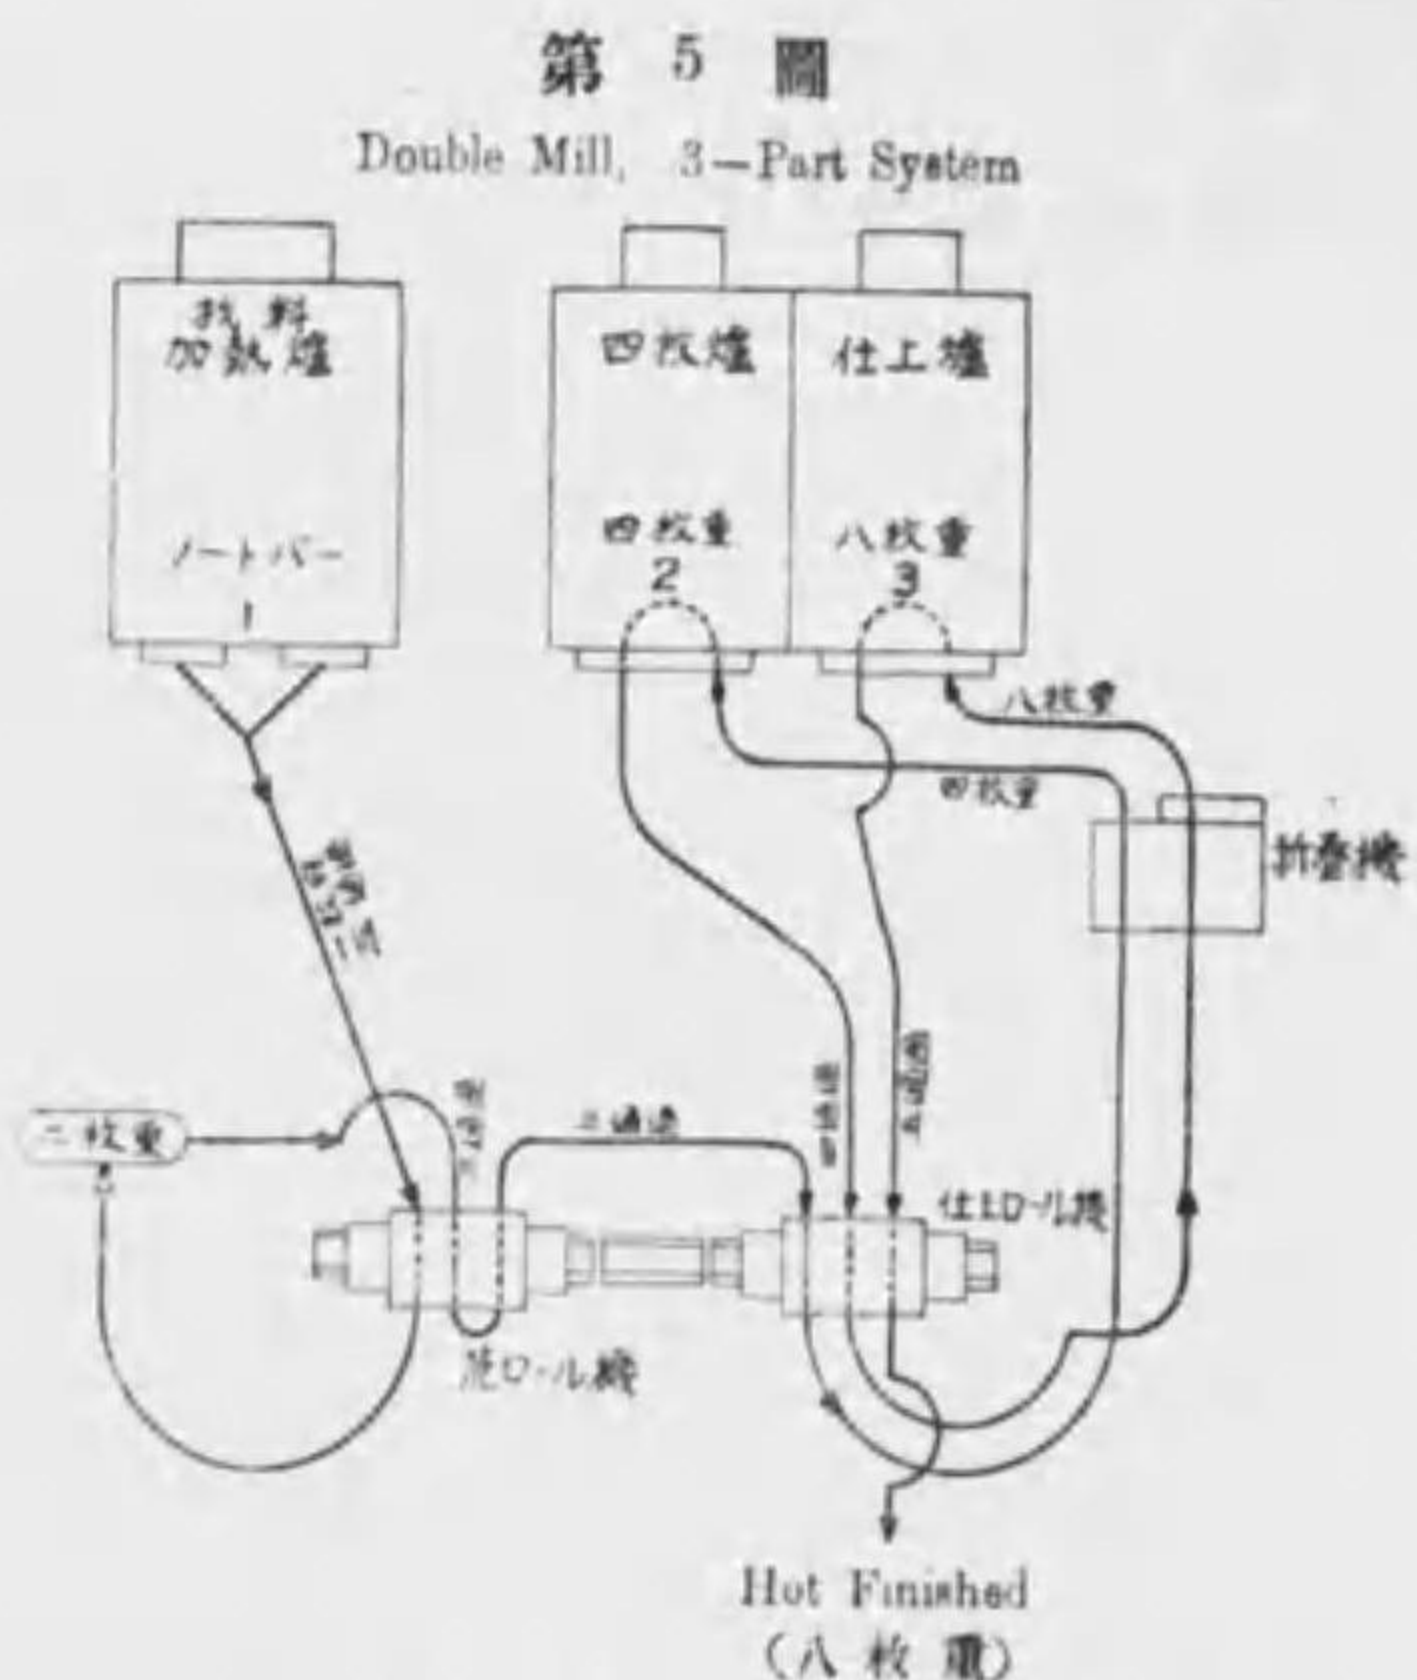 第 5 圖
Double Mill, 3—Part System
材料
加熱爐
シートバー
1
四枚爐
四枚重
2
仕上爐
八枚重
3
八枚重
四枚重
折疊機
二枚重
三通造
仕上ロール機
荒ロール機
Hot Finished
(八枚重)